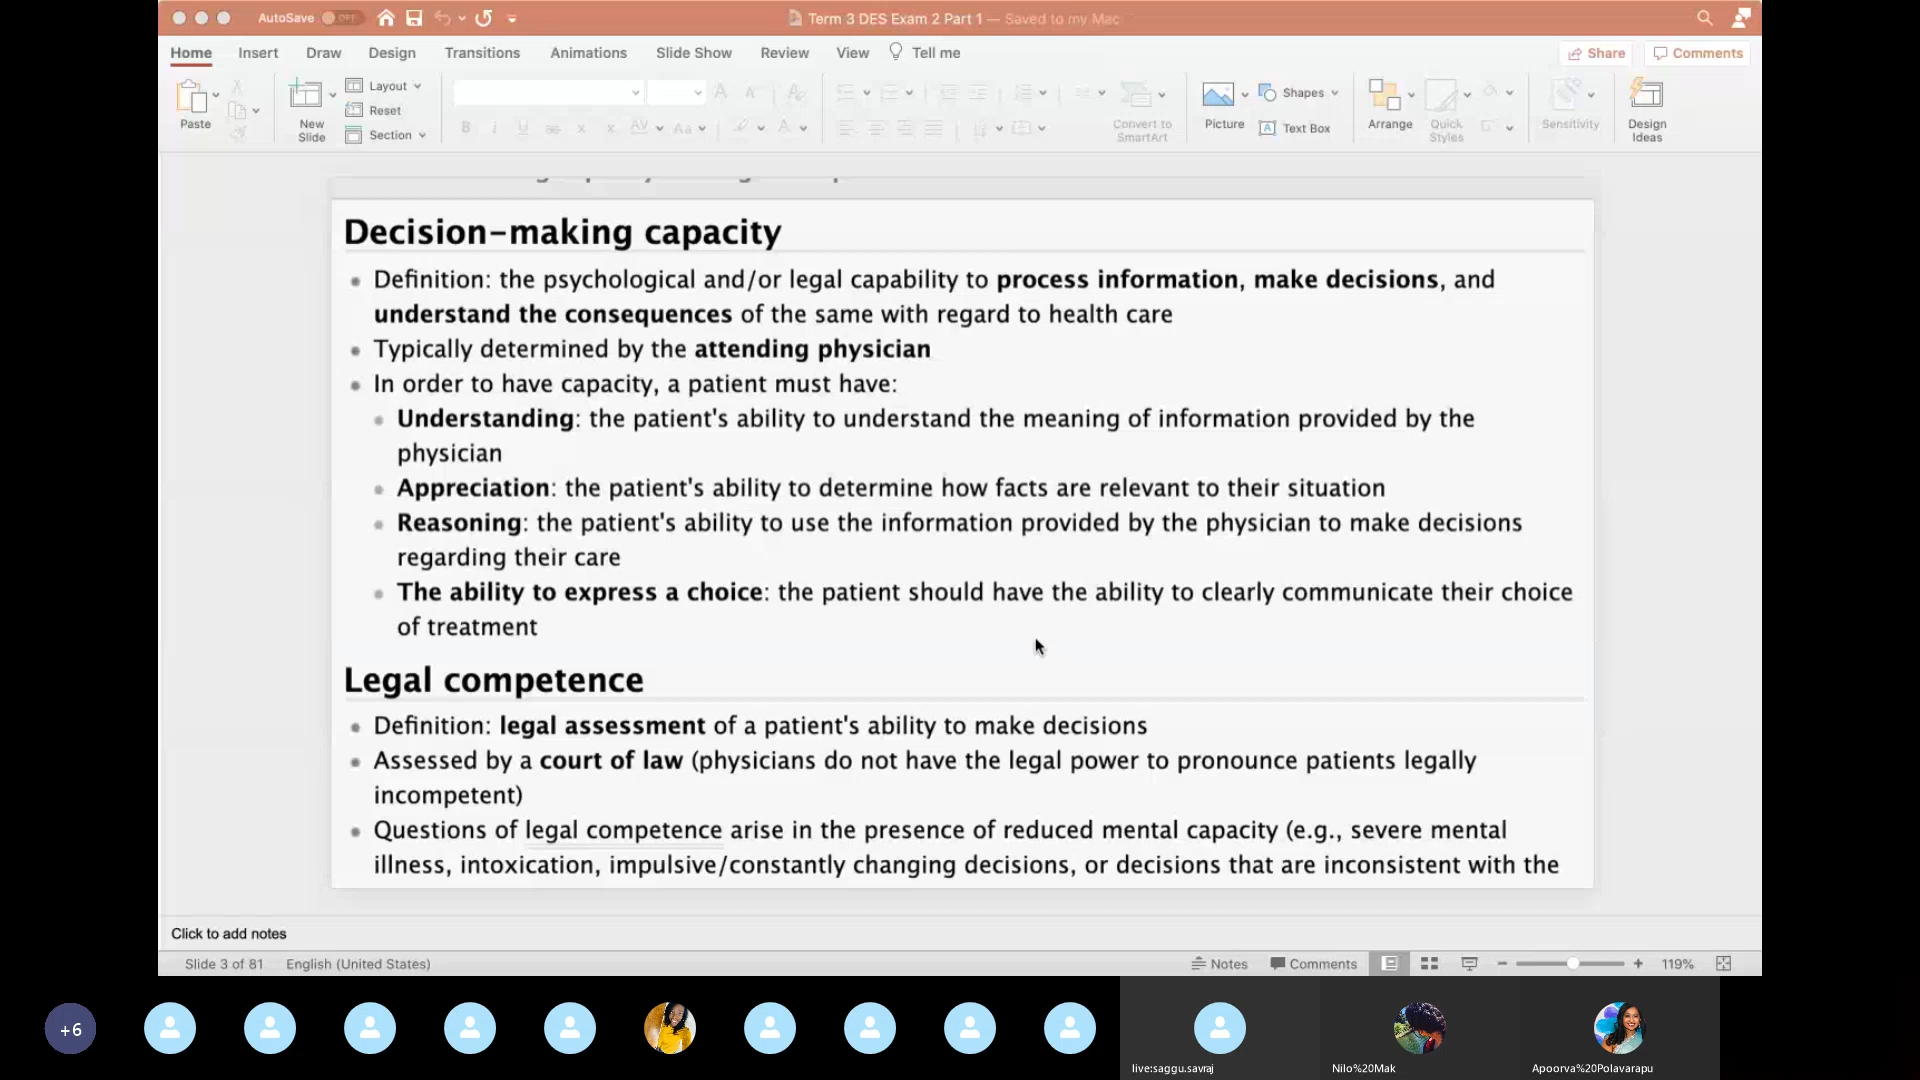 AutoSave OFF
Term 3 DES Exam 2 Part 1 — Saved to my Mac
Home Insert Draw Design Transitions Animations Slide Show Review View Tell me Share Comments
Paste
New Slide
Layout
Reset
Section
Convert to SmartArt
Picture
Shapes
Text Box
Arrange
Quick Styles
Sensitivity
Design Ideas
Decision-making capacity
Definition: the psychological and/or legal capability to process information, make decisions, and
understand the consequences of the same with regard to health care
Typically determined by the attending physician
In order to have capacity, a patient must have:
Understanding: the patient's ability to understand the meaning of information provided by the
physician
Appreciation: the patient's ability to determine how facts are relevant to their situation
Reasoning: the patient's ability to use the information provided by the physician to make decisions
regarding their care
The ability to express a choice: the patient should have the ability to clearly communicate their choice
of treatment
Legal competence
Definition: legal assessment of a patient's ability to make decisions
Assessed by a court of law (physicians do not have the legal power to pronounce patients legally
incompetent)
Questions of legal competence arise in the presence of reduced mental capacity (e.g., severe mental
illness, intoxication, impulsive/constantly changing decisions, or decisions that are inconsistent with the
Click to add notes
Slide 3 of 81 English (United States) Notes Comments 119%
+6
live:saggu.savraj Nilo%20Mak Apoorva%20Polavarapu